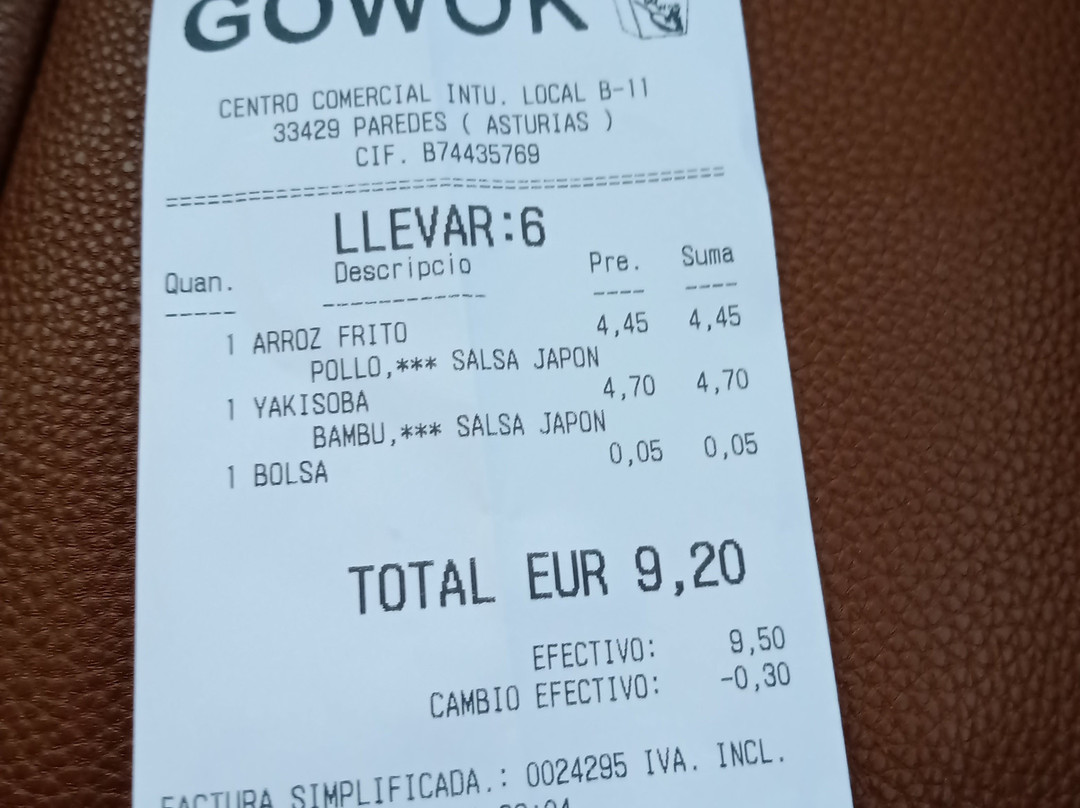 GOWOK
CENTRO COMERCIAL INTU. LOCAL B-11
33429 PAREDES ( ASTURIAS )
CIF. B74435769
==========================================
LLEVAR:6
Quan. Descripcio Pre. Suma
----- ------------ ---- ----
1 ARROZ FRITO 4,45 4,45
POLLO,*** SALSA JAPON
1 YAKISOBA 4,70 4,70
BAMBU,*** SALSA JAPON
1 BOLSA 0,05 0,05
TOTAL EUR 9,20
EFECTIVO: 9,50
CAMBIO EFECTIVO: -0,30
FACTURA SIMPLIFICADA.: 0024295 IVA. INCL.